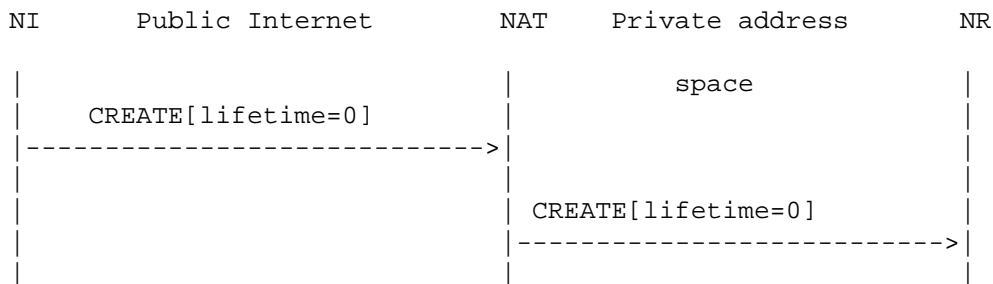 NI Public Internet NAT Private address NR
space
CREATE[lifetime=0]
CREATE[lifetime=0]